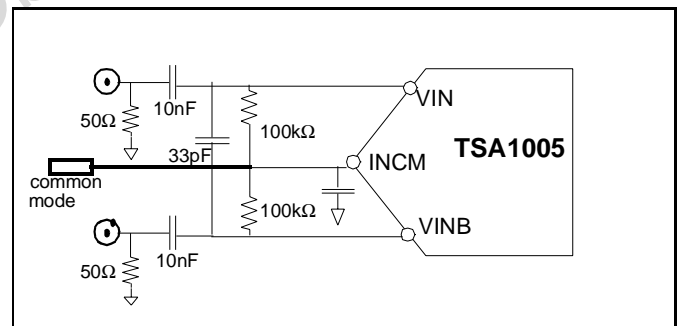 10nF
VIN
50Ω
100kΩ
33pF
INCM
TSA1005
common
mode
100kΩ
VINB
50Ω
10nF